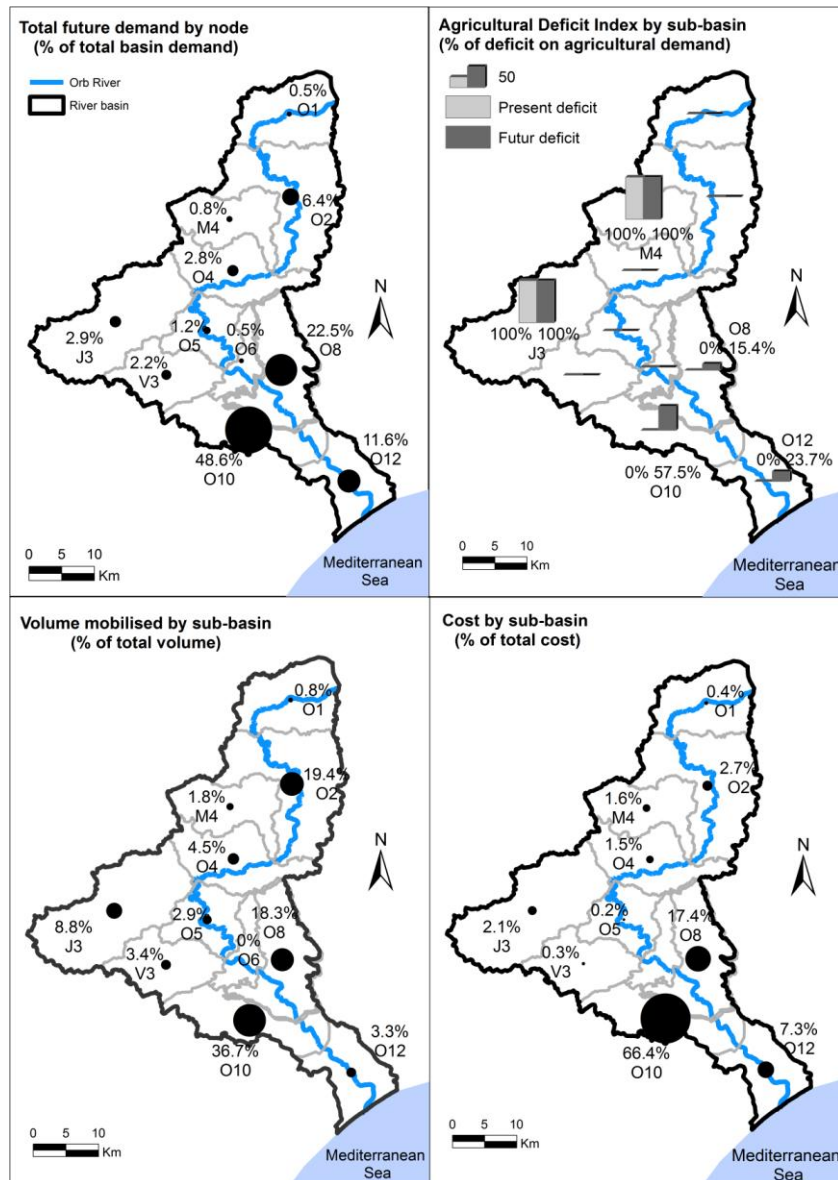 Total future demand by node
(% of total basin demand)
Orb River
River basin
0.5%
O1
6.4%
O2
0.8%
M4
2.8%
O4
N
2.9%
J3
1.2%
O5
0.5%
O6
22.5%
O8
2.2%
V3
48.6%
O10
11.6%
O12
0 5 10
Km
Mediterranean
Sea
Agricultural Deficit Index by sub-basin
(% of deficit on agricultural demand)
50
Present deficit
Futur deficit
100% 100%
M4
N
100% 100%
J3
O8
0% 15.4%
O12
0% 23.7%
0% 57.5%
O10
0 5 10
Km
Mediterranean
Sea
Volume mobilised by sub-basin
(% of total volume)
0.8%
O1
19.4%
O2
1.8%
M4
4.5%
O4
N
8.8%
J3
2.9%
O5
18.3%
O8
0%
O6
3.4%
V3
36.7%
O10
3.3%
O12
0 5 10
Km
Mediterranean
Sea
Cost by sub-basin
(% of total cost)
0.4%
O1
2.7%
O2
1.6%
M4
1.5%
O4
N
2.1%
J3
0.2%
O5
17.4%
O8
0.3%
V3
66.4%
O10
7.3%
O12
0 5 10
Km
Mediterranean
Sea